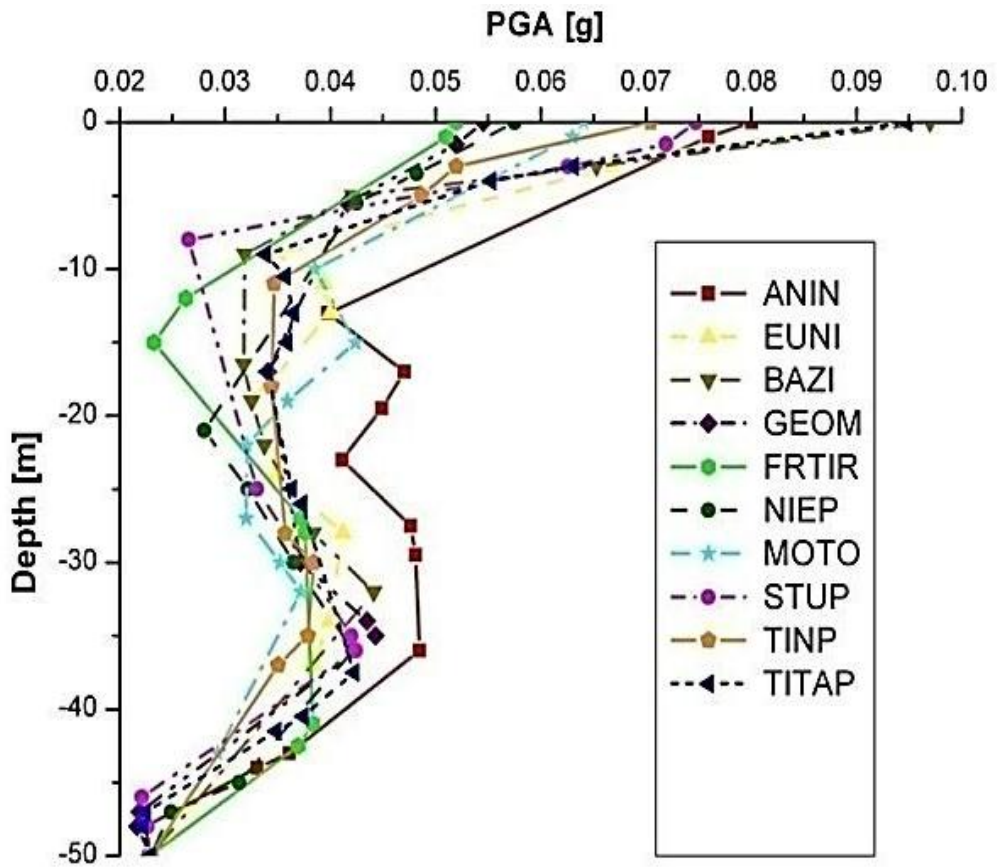 PGA [g]
0.02 0.03 0.04 0.05 0.06 0.07 0.08 0.09 0.10
0
-10
-20
-30
-40
-50
Depth [m]
ANIN
EUNI
BAZI
GEOM
FRTIR
NIEP
MOTO
STUP
TINP
TITAP